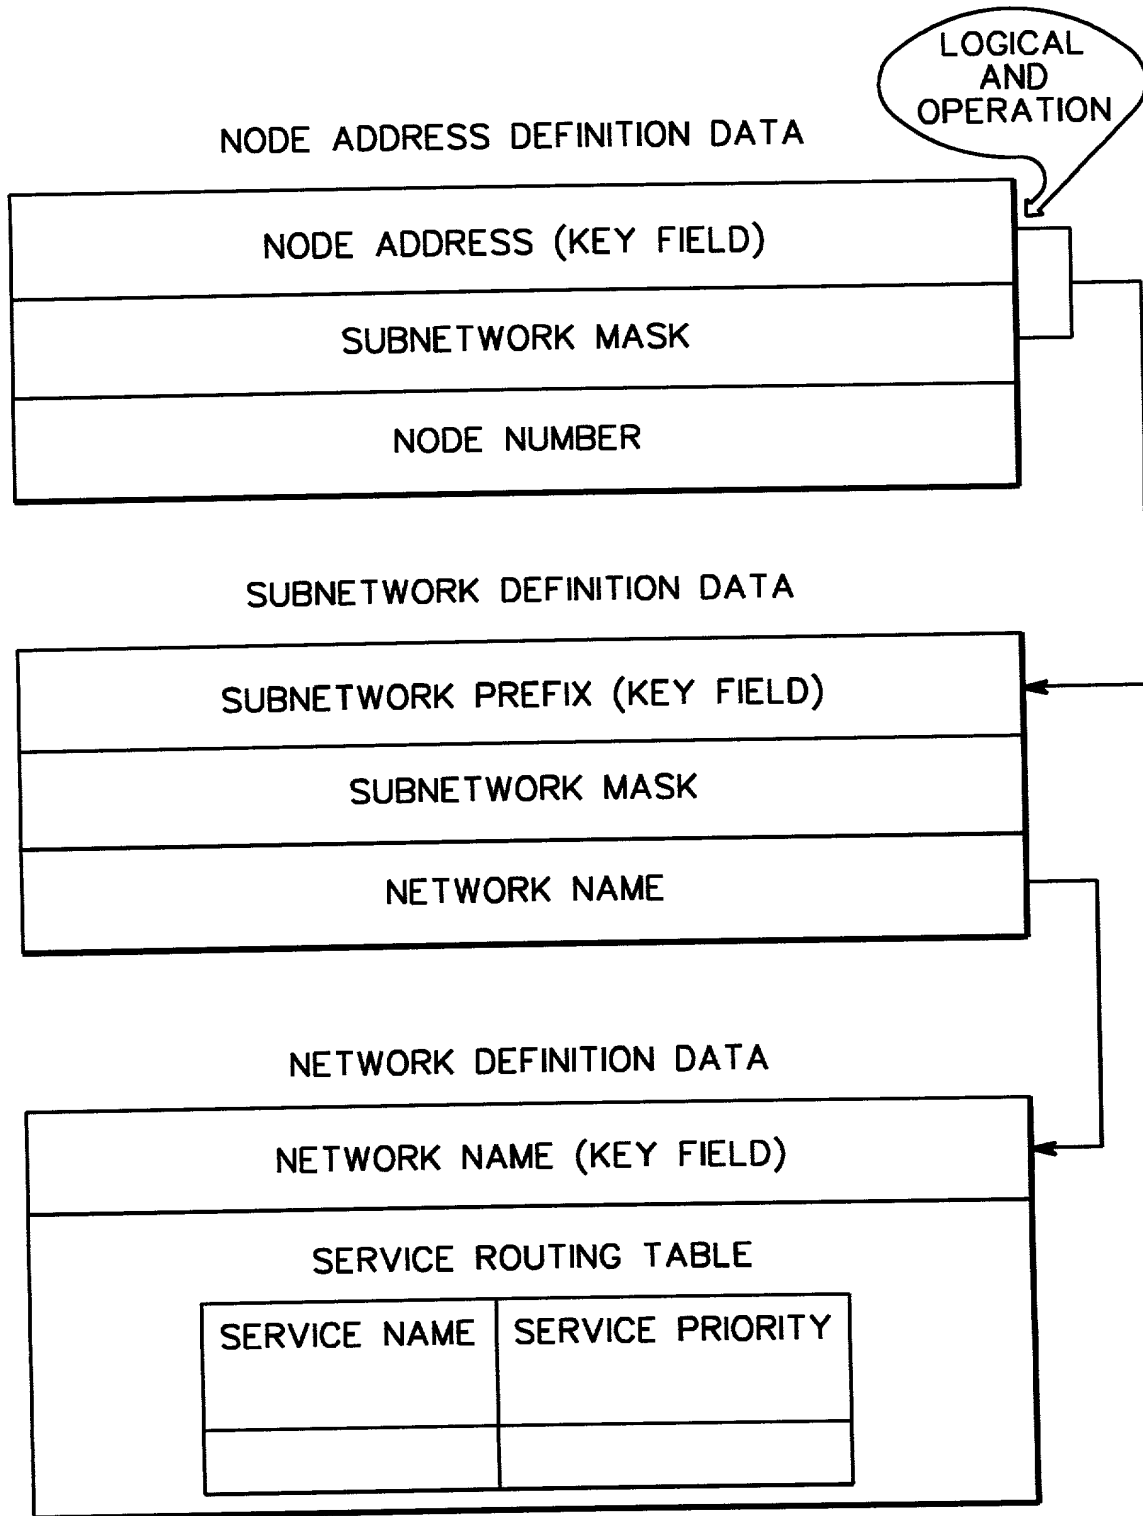 LOGICAL
AND
OPERATION
NODE ADDRESS DEFINITION DATA
NODE ADDRESS (KEY FIELD)
SUBNETWORK MASK
NODE NUMBER
SUBNETWORK DEFINITION DATA
SUBNETWORK PREFIX (KEY FIELD)
SUBNETWORK MASK
NETWORK NAME
NETWORK DEFINITION DATA
NETWORK NAME (KEY FIELD)
SERVICE ROUTING TABLE
SERVICE NAME
SERVICE PRIORITY